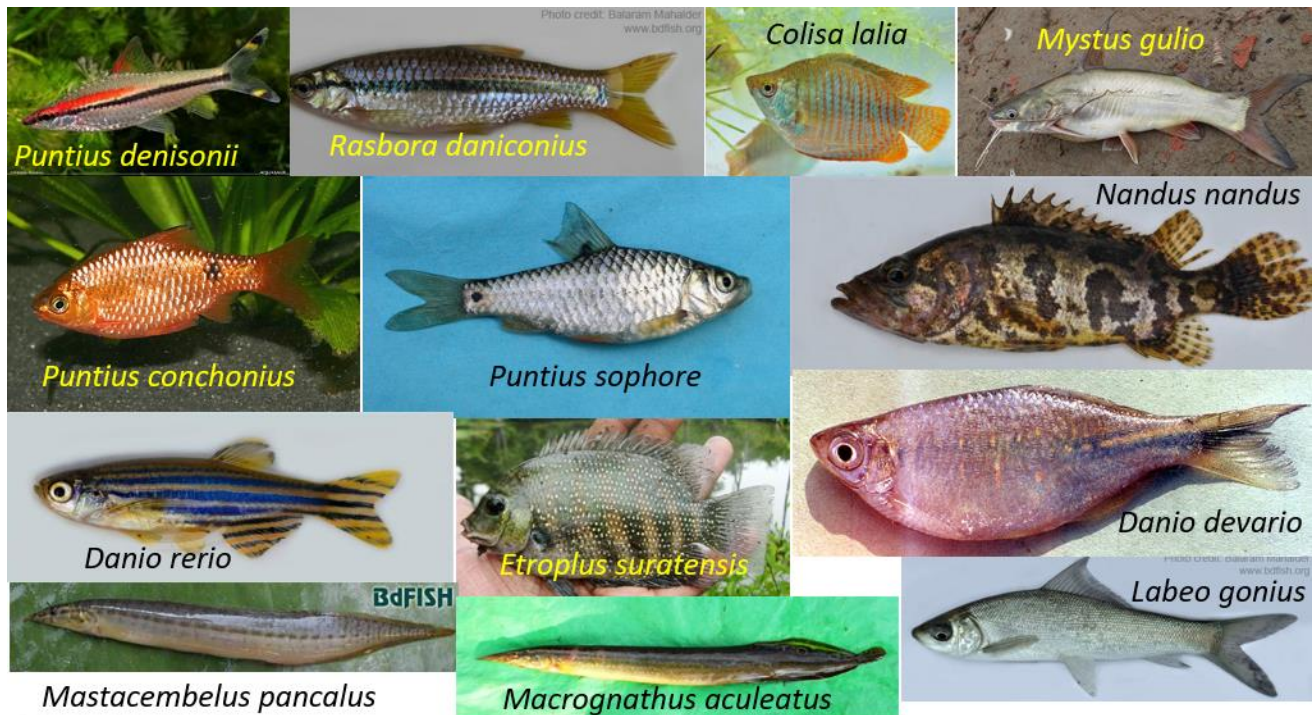 Photo credit: Balaram Mahalder
www.bdfish.org
Puntius denisonii
Rasbora daniconius
Colisa lalia
Mystus gulio
Puntius conchonius
Puntius sophore
Nandus nandus
Danio rerio
Etroplus suratensis
Danio devario
BdFISH
Photo credit: Balaram Mahalder
www.bdfish.org
Labeo gonius
Mastacembelus pancalus
Macrognathus aculeatus